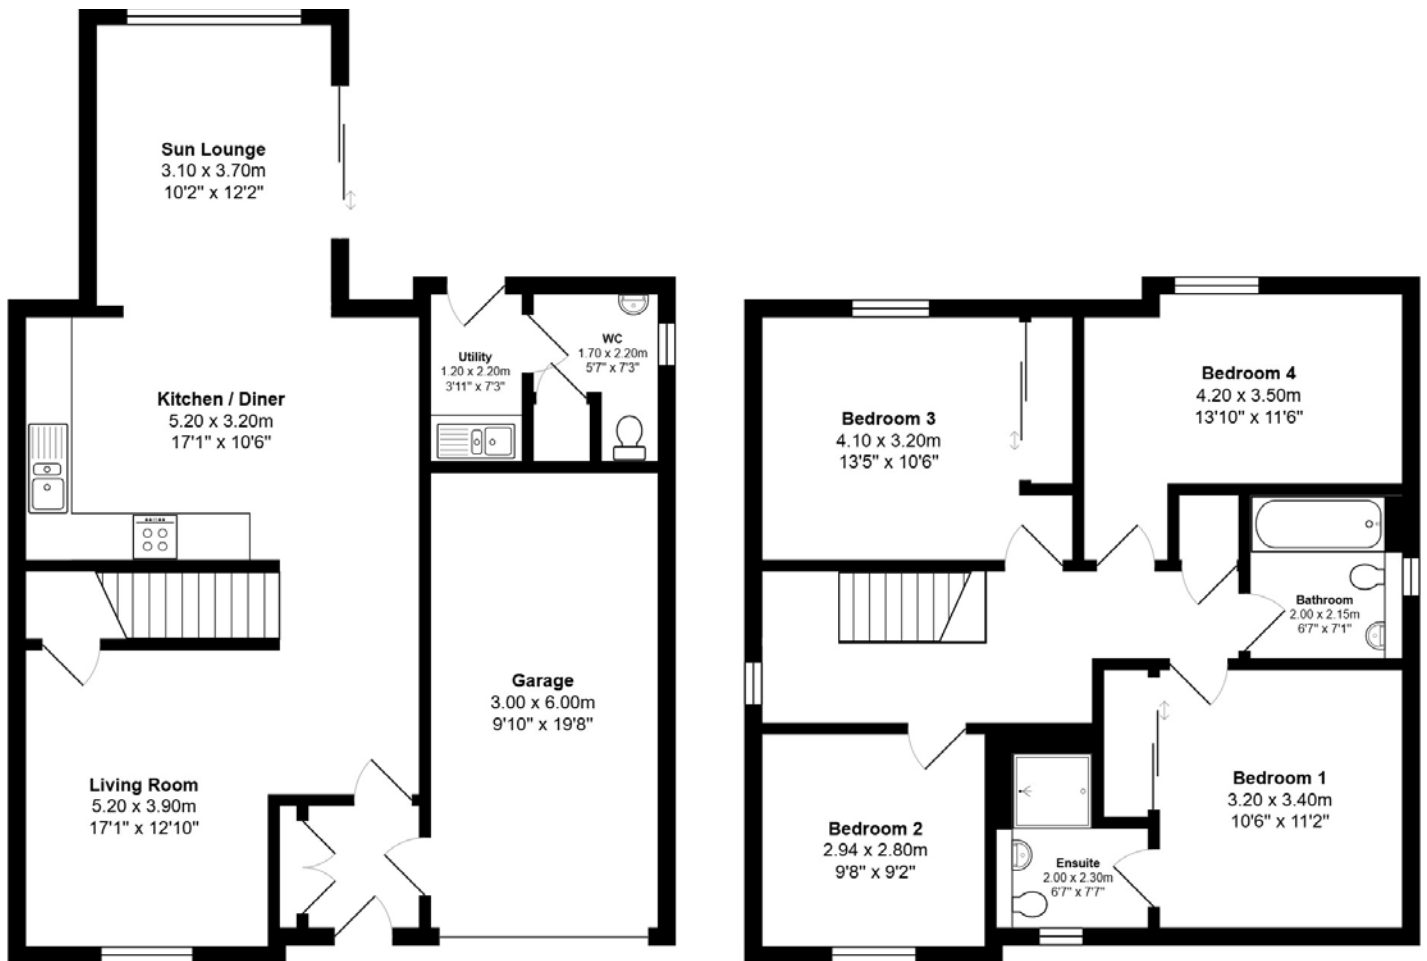 Sun Lounge
3.10 x 3.70m
10'2" x 12'2"
Kitchen / Diner
5.20 x 3.20m
17'1" x 10'6"
Utility
1.20 x 2.20m
3'11" x 7'3"
WC
1.70 x 2.20m
5'7" x 7'3"
Garage
3.00 x 6.00m
9'10" x 19'8"
Living Room
5.20 x 3.90m
17'1" x 12'10"
Bedroom 3
4.10 x 3.20m
13'5" x 10'6"
Bedroom 4
4.20 x 3.50m
13'10" x 11'6"
Bathroom
2.00 x 2.15m
6'7" x 7'1"
Bedroom 1
3.20 x 3.40m
10'6" x 11'2"
Bedroom 2
2.94 x 2.80m
9'8" x 9'2"
Ensuite
2.00 x 2.30m
6'7" x 7'7"